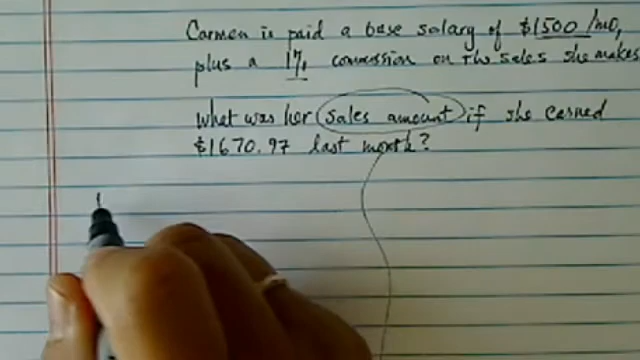 Carmen is paid a base salary of $1500/mo,
plus a 1% commission on the sales she makes
What was her sales amount if she earned
$1670.97 last month?